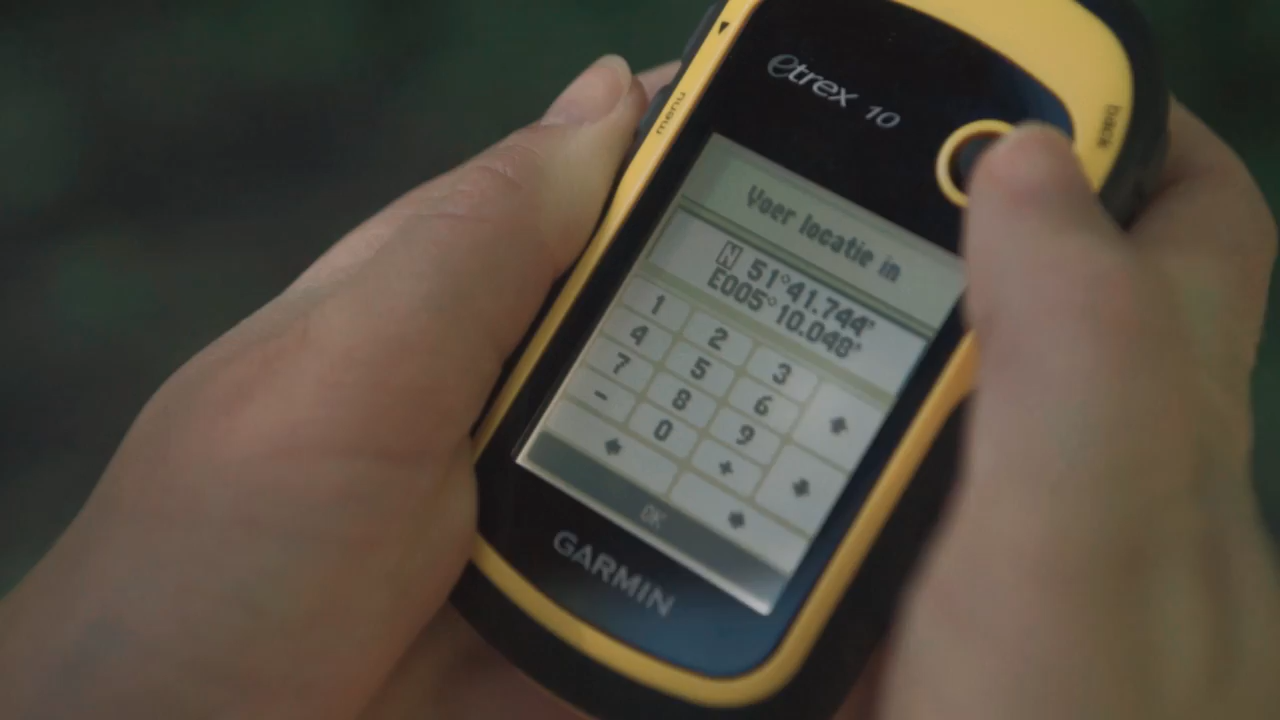 menu
etrex 10
back
Voer locatie in
N 51°41.744'
E005°10.048'
1 2 3
4 5 6
7 8 9
- 0 +
OK
GARMIN